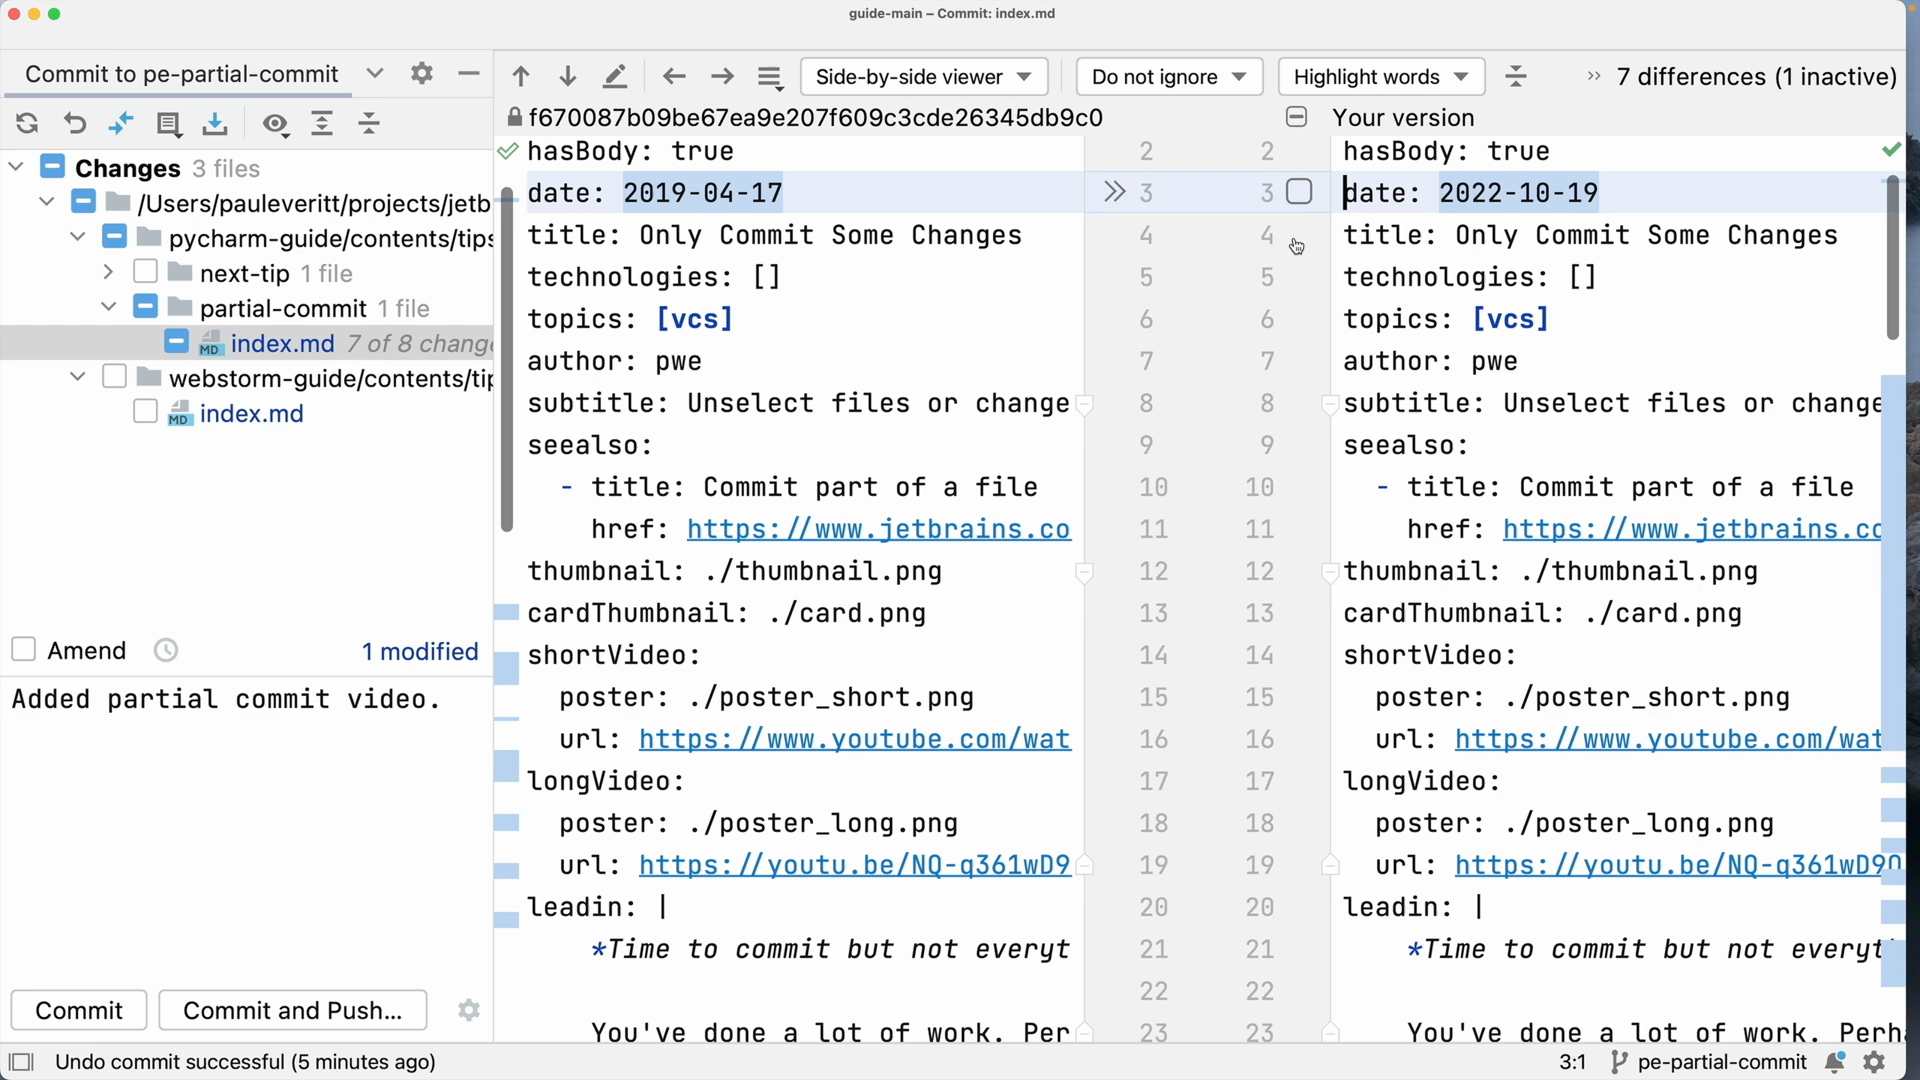 guide-main – Commit: index.md
Commit to pe-partial-commit
Side-by-side viewer
Do not ignore
Highlight words
7 differences (1 inactive)
f670087b09be67ea9e207f609c3cde26345db9c0
Your version
Changes 3 files
/Users/pauleveritt/projects/jetb
pycharm-guide/contents/tips
next-tip 1 file
partial-commit 1 file
MD index.md 7 of 8 change
webstorm-guide/contents/tip
MD index.md
Amend
1 modified
Added partial commit video.
Commit
Commit and Push...
hasBody: true
date: 2019-04-17
title: Only Commit Some Changes
technologies: []
topics: [vcs]
author: pwe
subtitle: Unselect files or change
seealso:
- title: Commit part of a file
href: https://www.jetbrains.co
thumbnail: ./thumbnail.png
cardThumbnail: ./card.png
shortVideo:
poster: ./poster_short.png
url: https://www.youtube.com/wat
longVideo:
poster: ./poster_long.png
url: https://youtu.be/NQ-q361wD9
leadin: |
*Time to commit but not everyt
You've done a lot of work. Per
2 2
3 3
4 4
5 5
6 6
7 7
8 8
9 9
10 10
11 11
12 12
13 13
14 14
15 15
16 16
17 17
18 18
19 19
20 20
21 21
22 22
23 23
hasBody: true
date: 2022-10-19
title: Only Commit Some Changes
technologies: []
topics: [vcs]
author: pwe
subtitle: Unselect files or change
seealso:
- title: Commit part of a file
href: https://www.jetbrains.co
thumbnail: ./thumbnail.png
cardThumbnail: ./card.png
shortVideo:
poster: ./poster_short.png
url: https://www.youtube.com/wat
longVideo:
poster: ./poster_long.png
url: https://youtu.be/NQ-q361wD90
leadin: |
*Time to commit but not everyt
You've done a lot of work. Perh
Undo commit successful (5 minutes ago)
3:1
pe-partial-commit